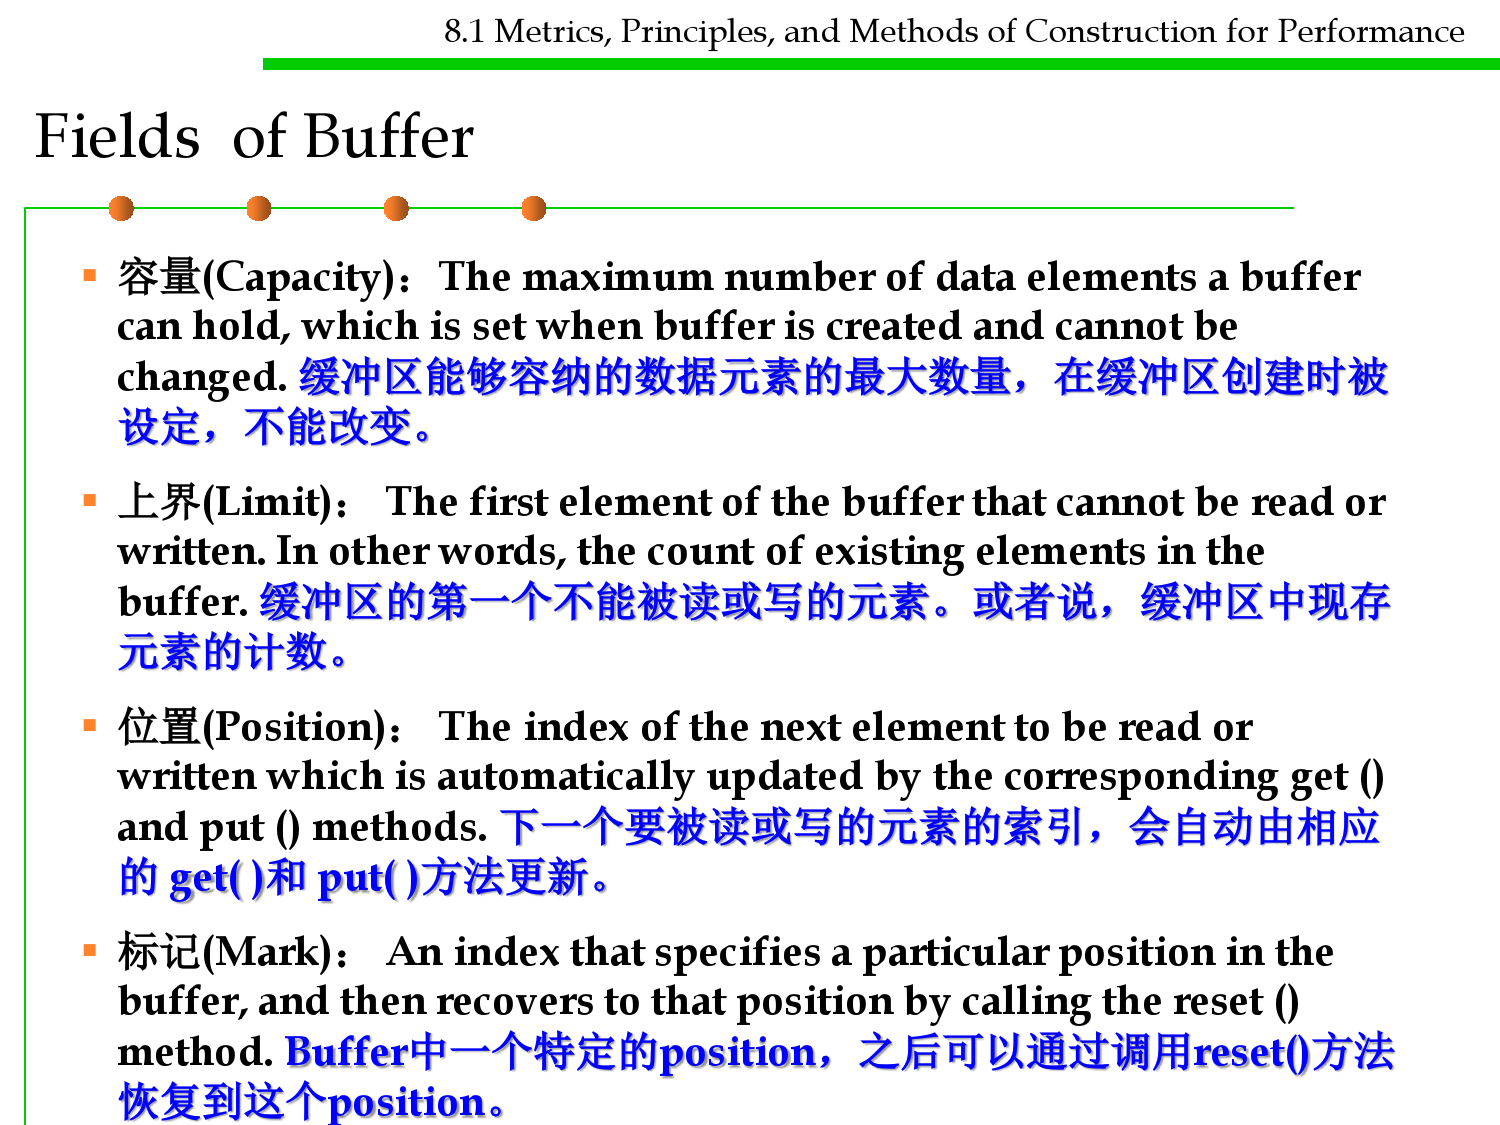 8.1 Metrics, Principles, and Methods of Construction for Performance
Fields of Buffer
容量(Capacity)：The maximum number of data elements a buffer
can hold, which is set when buffer is created and cannot be
changed. 缓冲区能够容纳的数据元素的最大数量，在缓冲区创建时被
设定，不能改变。
上界(Limit)： The first element of the buffer that cannot be read or
written. In other words, the count of existing elements in the
buffer. 缓冲区的第一个不能被读或写的元素。或者说，缓冲区中现存
元素的计数。
位置(Position)： The index of the next element to be read or
written which is automatically updated by the corresponding get ()
and put () methods. 下一个要被读或写的元素的索引，会自动由相应
的 get( )和 put( )方法更新。
标记(Mark)： An index that specifies a particular position in the
buffer, and then recovers to that position by calling the reset ()
method. Buffer中一个特定的position，之后可以通过调用reset()方法
恢复到这个position。